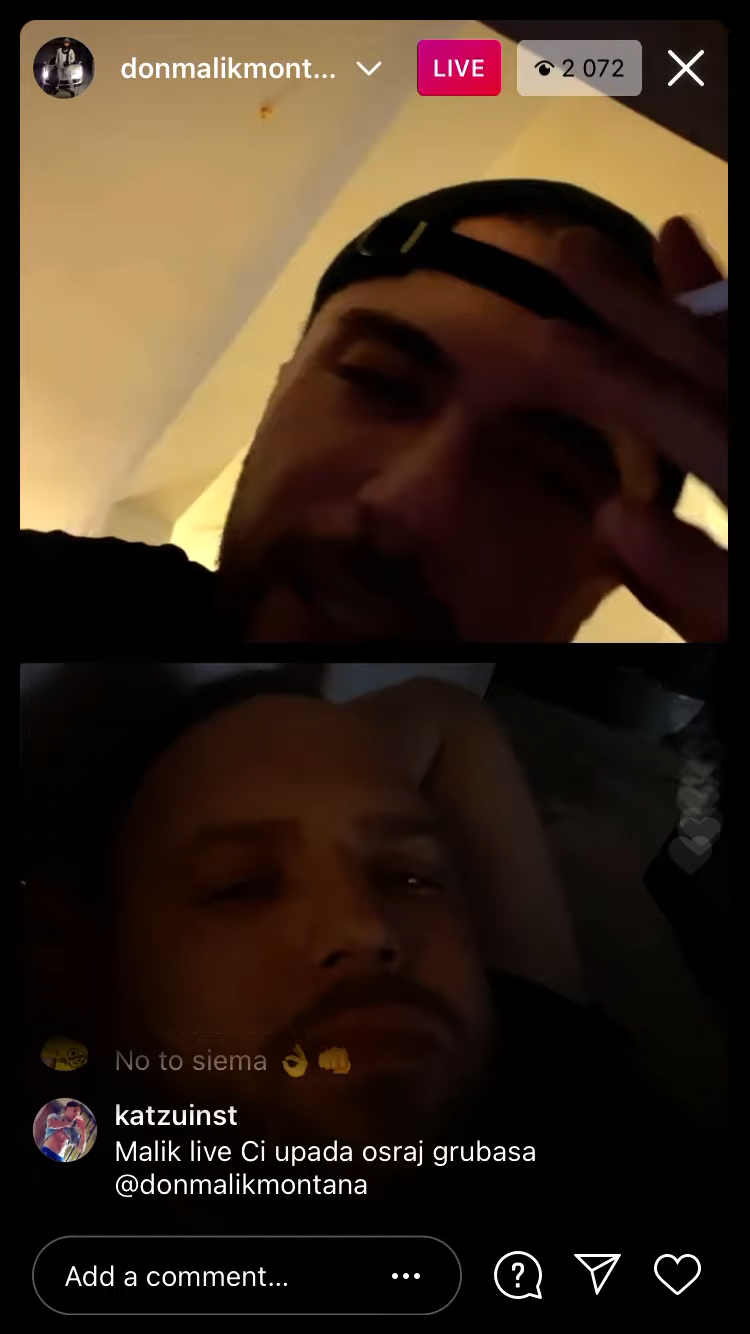 donmalikmont...
LIVE
2 072
No to siema 👌👊
katzuinst
Malik live Ci upada osraj grubasa
@donmalikmontana
Add a comment...